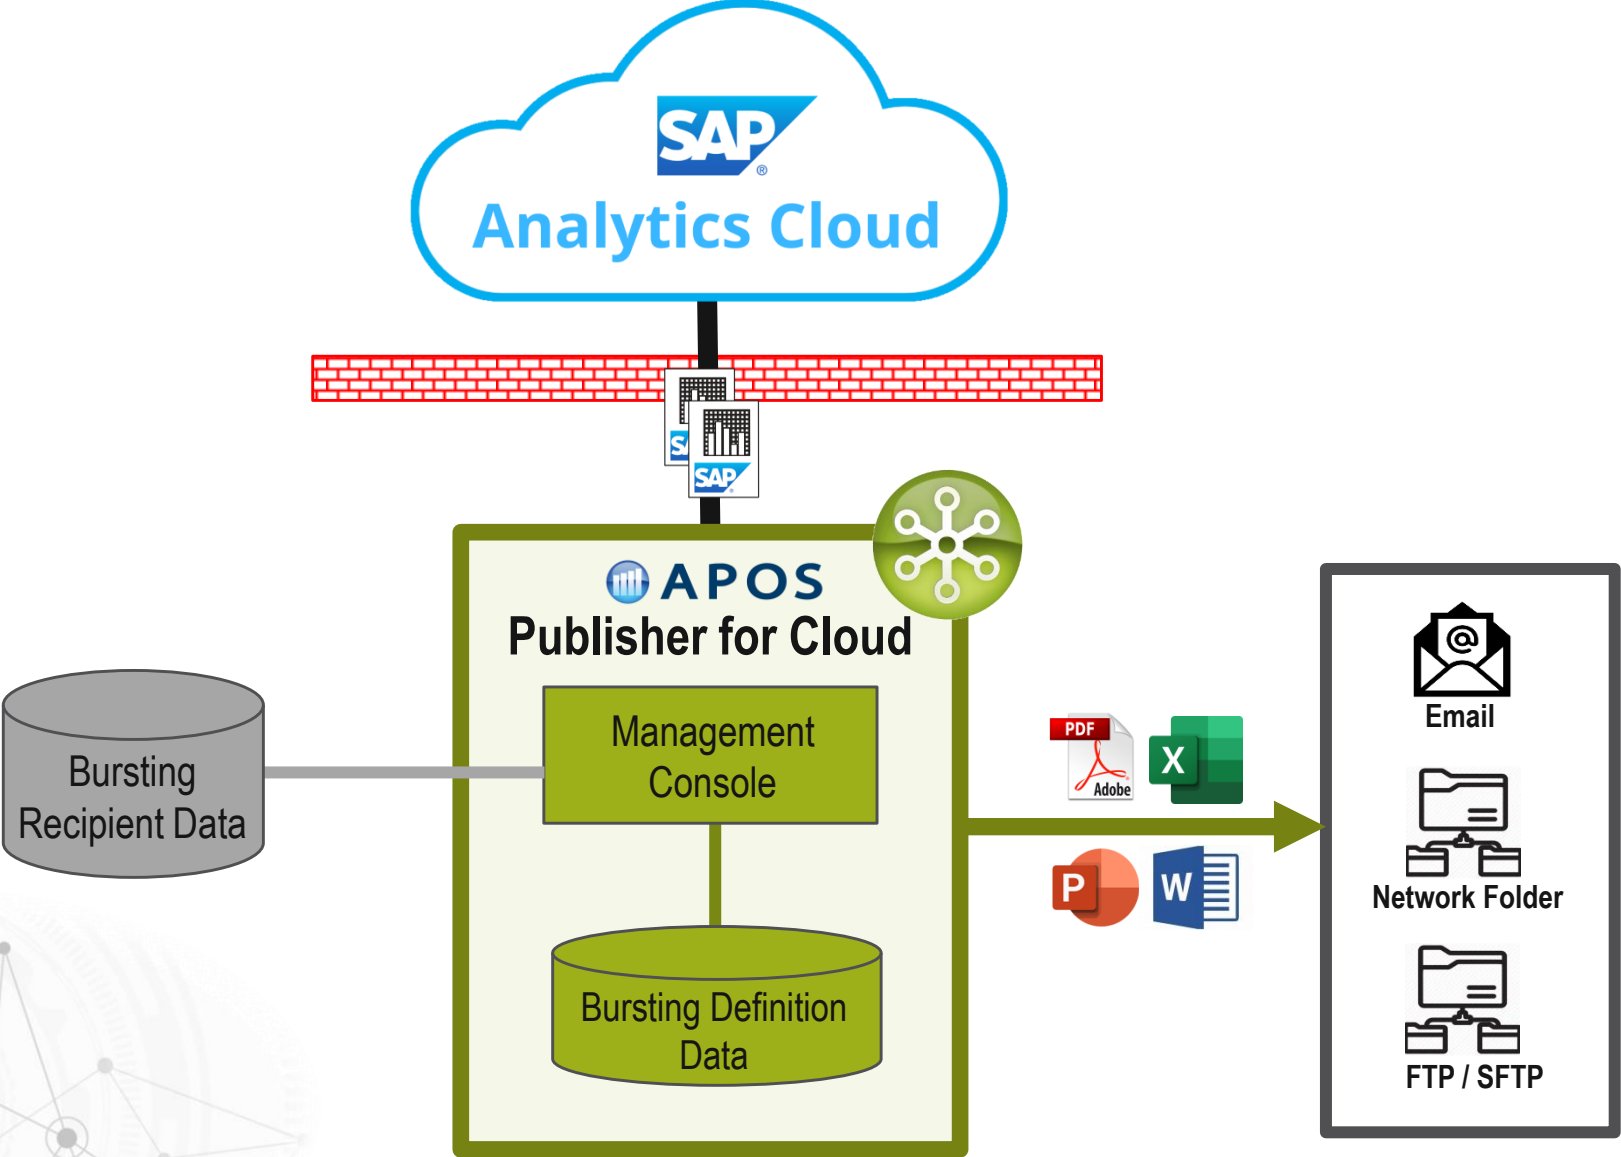 SAP
®
Analytics Cloud
SAP
SAP
APOS
Publisher for Cloud
Management
Console
Bursting
Recipient Data
Bursting Definition
Data
PDF
Adobe
X
P
W
@
Email
Network Folder
FTP / SFTP